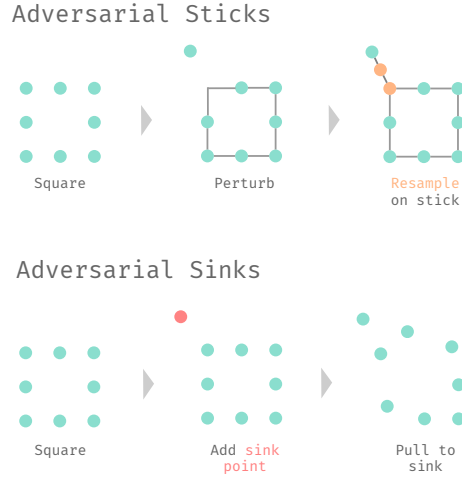 Adversarial Sticks
Square
Perturb
Resample
on stick
Adversarial Sinks
Square
Add sink
point
Pull to
sink